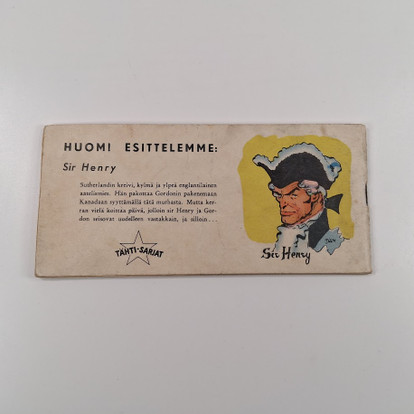 HUOMI ESITTELEMME:
Sir Henry
Sutherlandin kreivi, kylmä ja ylpeä englantilainen
aatelismies. Hän pakottaa Gordonin pakenemaan
Kanadaan syyttämällä tätä murhasta. Mutta ker-
ran vielä koittaa päivä, jolloin sir Henry ja Gor-
don seisovat uudelleen vastakkain, ja silloin...
TÄHTI-SARJAT
Sir Henry